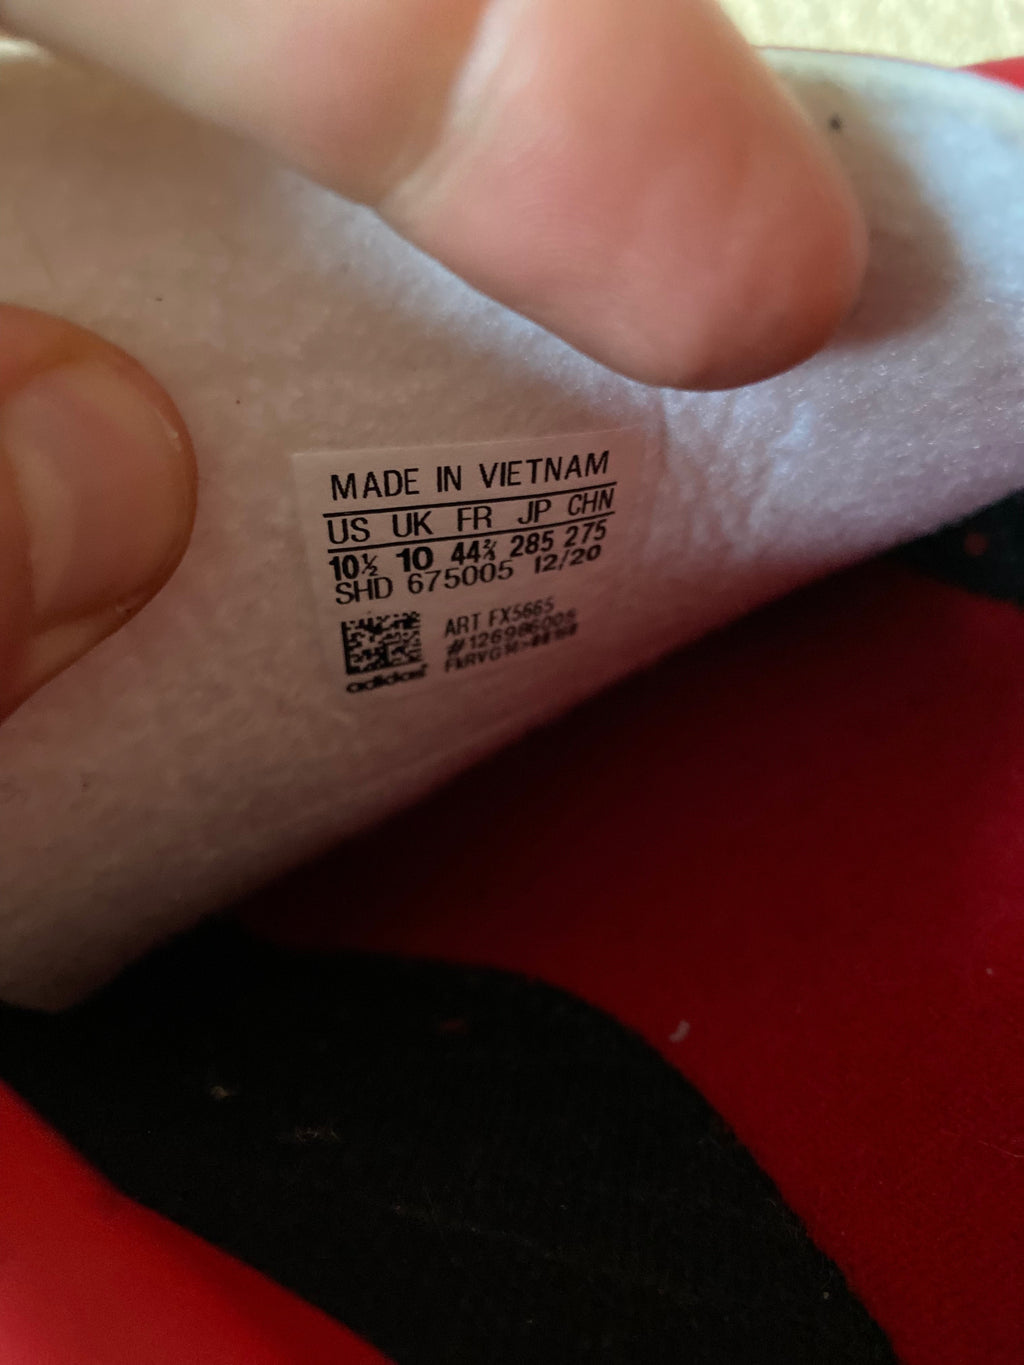 MADE IN VIETNAM
US UK FR JP CHN
10½ 10 44⅔ 285 275
SHD 675005 12/20
ART FX5665
adidas